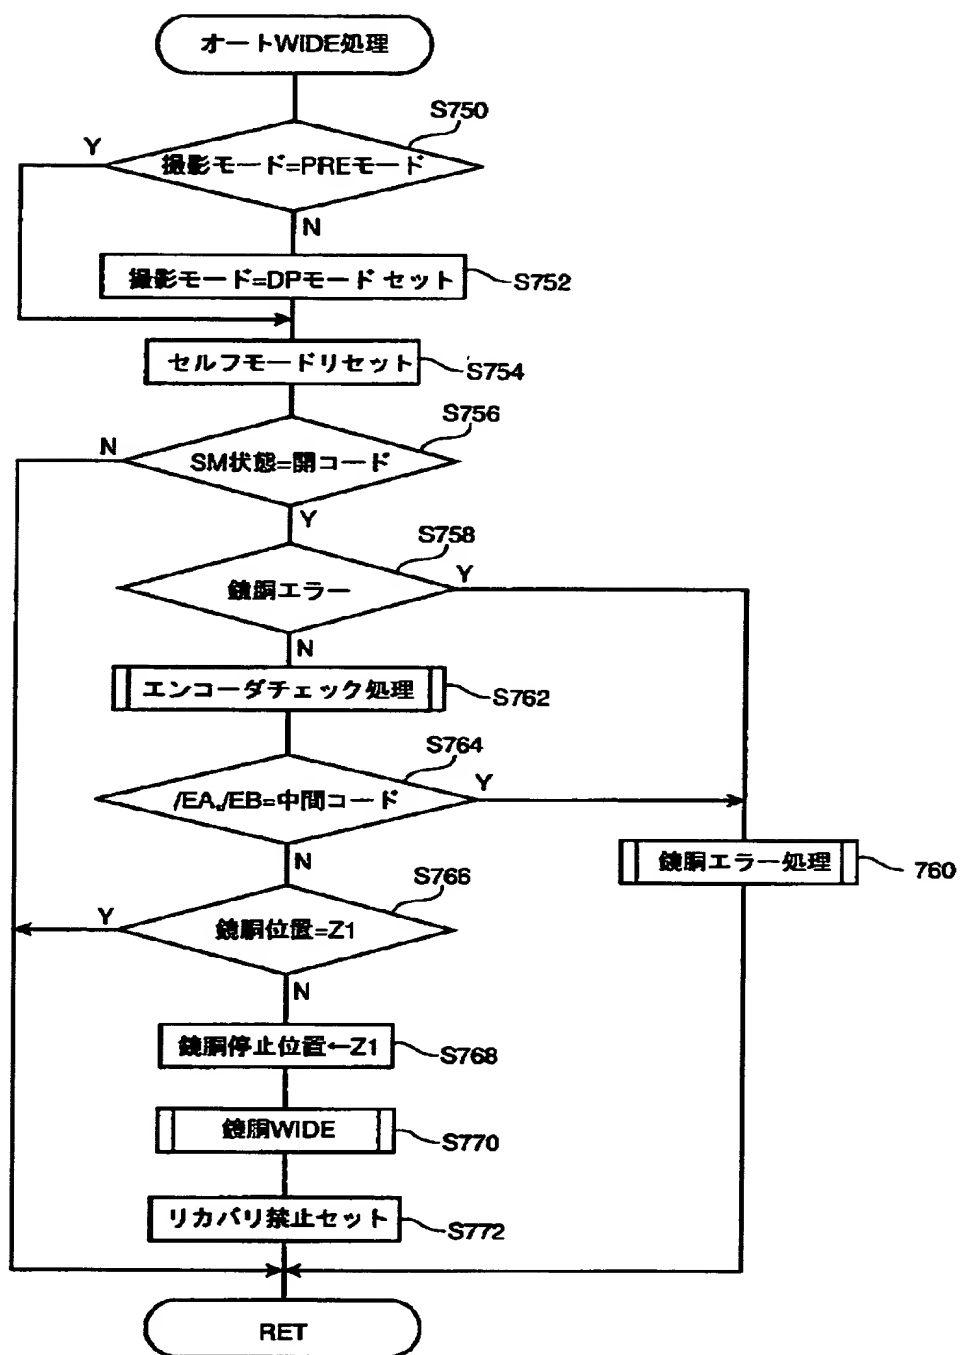 オートWIDE処理
S750
Y
撮影モード=PREモード
N
撮影モード=DPモード セット
S752
セルフモードリセット
S754
S756
N
SM状態=開コード
Y
S758
鏡胴エラー
Y
N
エンコーダチェック処理
S762
S764
/EA,/EB=中間コード
Y
N
鏡胴エラー処理
760
S766
Y
鏡胴位置=Z1
N
鏡胴停止位置←Z1
S768
鏡胴WIDE
S770
リカバリ禁止セット
S772
RET